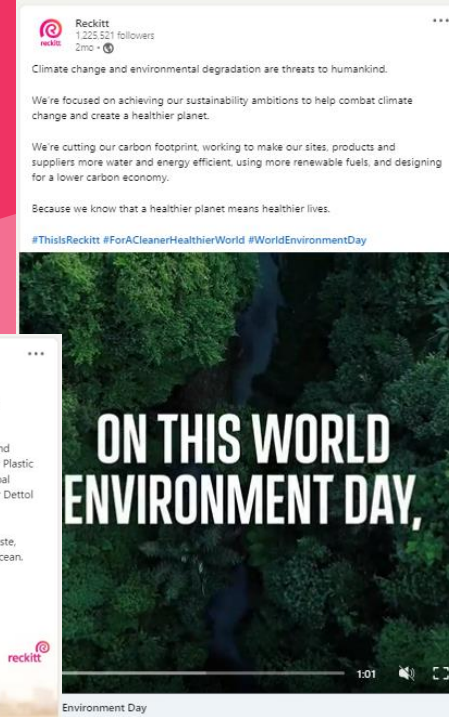 Reckitt
reckitt
1,225,521 followers
2mo •
Climate change and environmental degradation are threats to humankind.
We're focused on achieving our sustainability ambitions to help combat climate
change and create a healthier planet.
We're cutting our carbon footprint, working to make our sites, products and
suppliers more water and energy efficient, using more renewable fuels, and designing
for a lower carbon economy.
Because we know that a healthier planet means healthier lives.
#ThisIsReckitt #ForACleanerHealthierWorld #WorldEnvironmentDay
ON THIS WORLD
ENVIRONMENT DAY,
1:01
Environment Day
Plastic
Dettol
reckitt